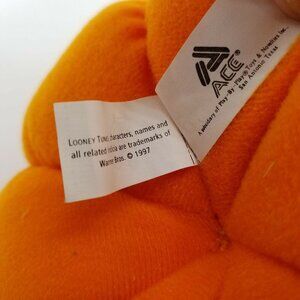 ACE
A subsidiary of Play-By-Play® Toys & Novelties Inc.
San Antonio Texas
LOONEY TUNES characters, names and
all related indicia are trademarks of
Warner Bros. © 1997